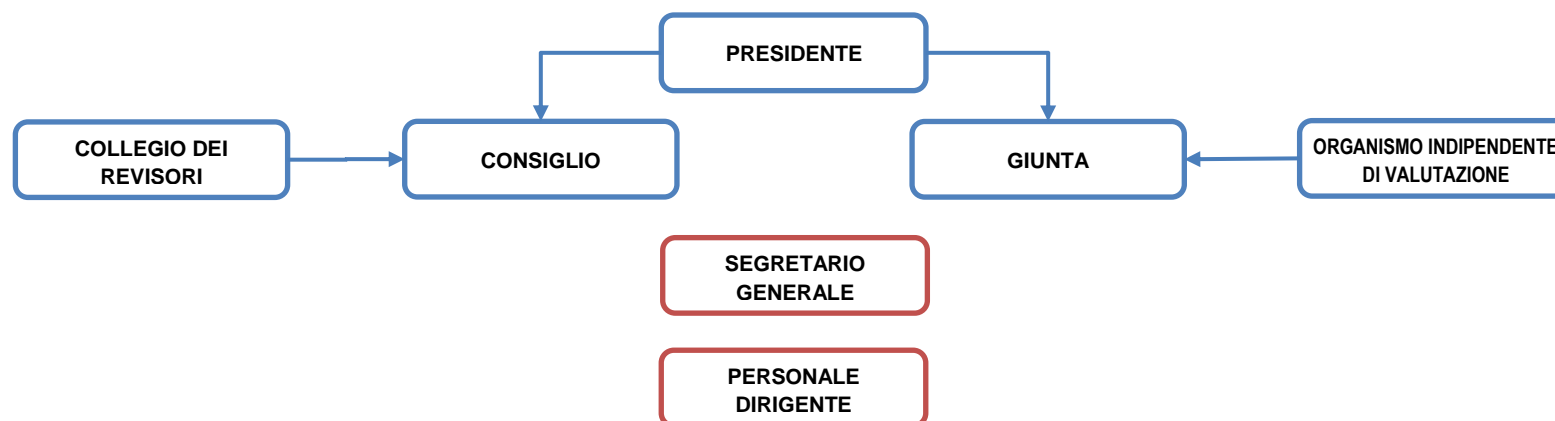 PRESIDENTE
COLLEGIO DEI
REVISORI
CONSIGLIO
GIUNTA
ORGANISMO INDIPENDENTE
DI VALUTAZIONE
SEGRETARIO
GENERALE
PERSONALE
DIRIGENTE